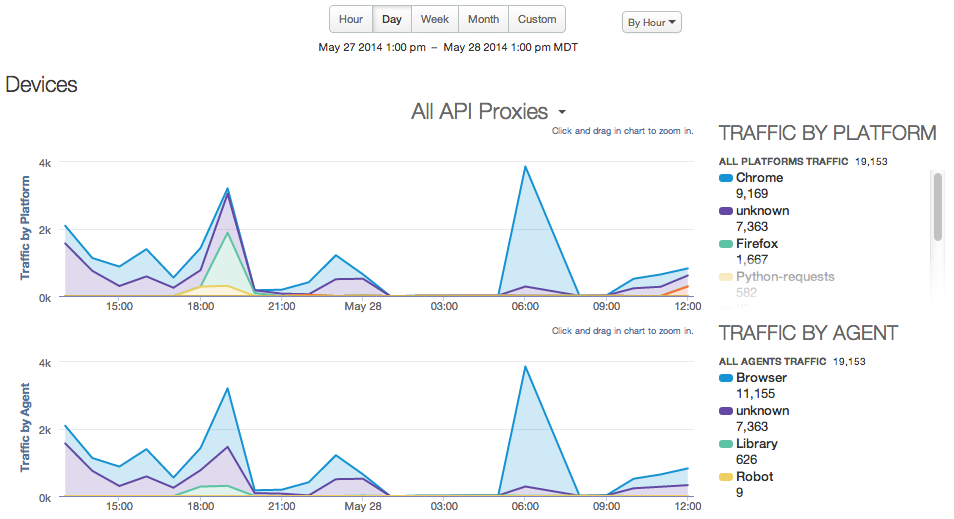 Hour Day Week Month Custom
By Hour
May 27 2014 1:00 pm – May 28 2014 1:00 pm MDT
Devices
All API Proxies
Click and drag in chart to zoom in.
Traffic by Platform
4k
2k
0k
15:00 18:00 21:00 May 28 03:00 06:00 09:00 12:00
TRAFFIC BY PLATFORM
ALL PLATFORMS TRAFFIC 19,153
Chrome
9,169
unknown
7,363
Firefox
1,667
Python-requests
582
Click and drag in chart to zoom in.
Traffic by Agent
4k
2k
0k
15:00 18:00 21:00 May 28 03:00 06:00 09:00 12:00
TRAFFIC BY AGENT
ALL AGENTS TRAFFIC 19,153
Browser
11,155
unknown
7,363
Library
626
Robot
9